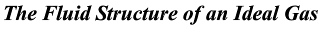 The Fluid Structure of an Ideal Gas